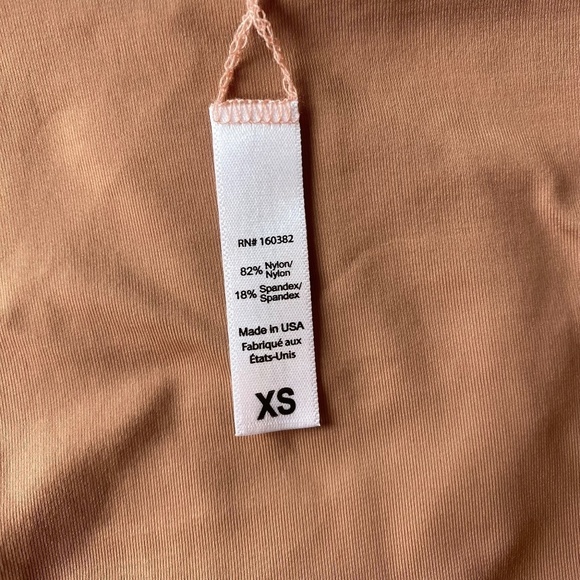 RN# 160382
82% Nylon/
Nylon
18% Spandex/
Spandex
Made in USA
Fabriqué aux
États-Unis
XS